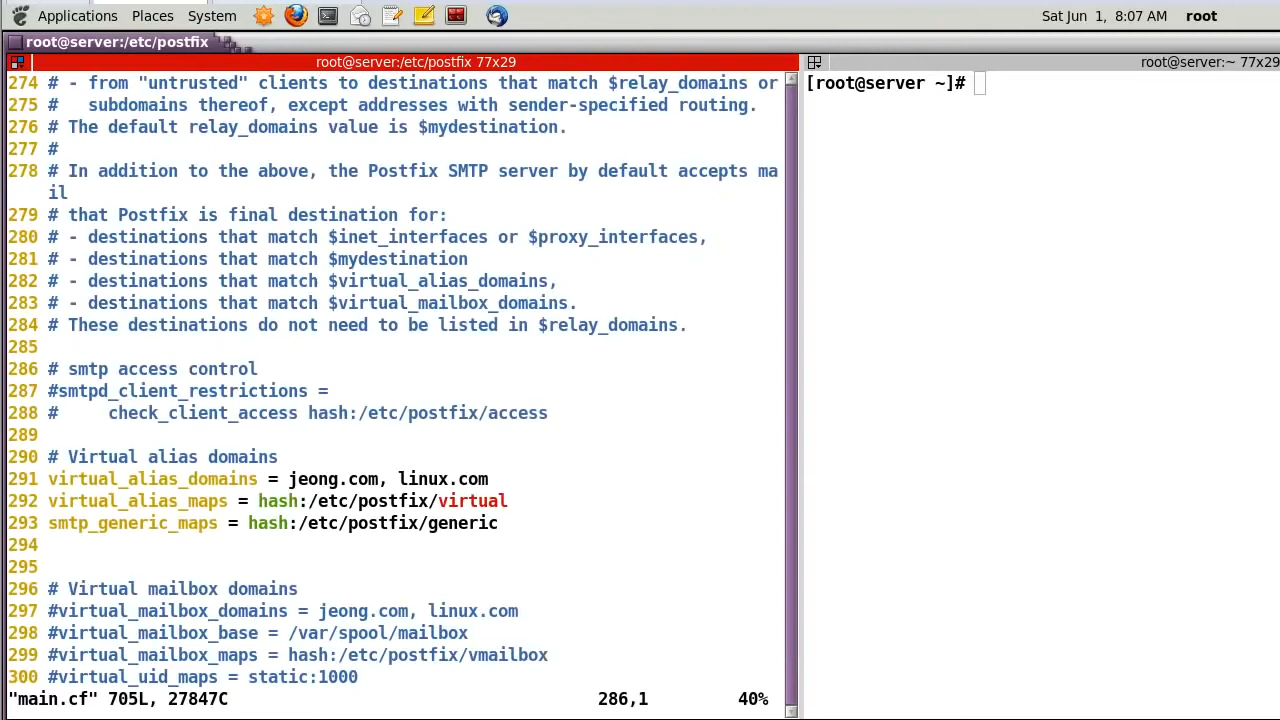 Applications Places System Sat Jun 1, 8:07 AM root
root@server:/etc/postfix
root@server:/etc/postfix 77x29
274 # - from "untrusted" clients to destinations that match $relay_domains or
275 #   subdomains thereof, except addresses with sender-specified routing.
276 # The default relay_domains value is $mydestination.
277 #
278 # In addition to the above, the Postfix SMTP server by default accepts ma
il
279 # that Postfix is final destination for:
280 # - destinations that match $inet_interfaces or $proxy_interfaces,
281 # - destinations that match $mydestination
282 # - destinations that match $virtual_alias_domains,
283 # - destinations that match $virtual_mailbox_domains.
284 # These destinations do not need to be listed in $relay_domains.
285
286 # smtp access control
287 #smtpd_client_restrictions =
288 #     check_client_access hash:/etc/postfix/access
289
290 # Virtual alias domains
291 virtual_alias_domains = jeong.com, linux.com
292 virtual_alias_maps = hash:/etc/postfix/virtual
293 smtp_generic_maps = hash:/etc/postfix/generic
294
295
296 # Virtual mailbox domains
297 #virtual_mailbox_domains = jeong.com, linux.com
298 #virtual_mailbox_base = /var/spool/mailbox
299 #virtual_mailbox_maps = hash:/etc/postfix/vmailbox
300 #virtual_uid_maps = static:1000
"main.cf" 705L, 27847C 286,1 40%
root@server:~ 77x29
[root@server ~]#